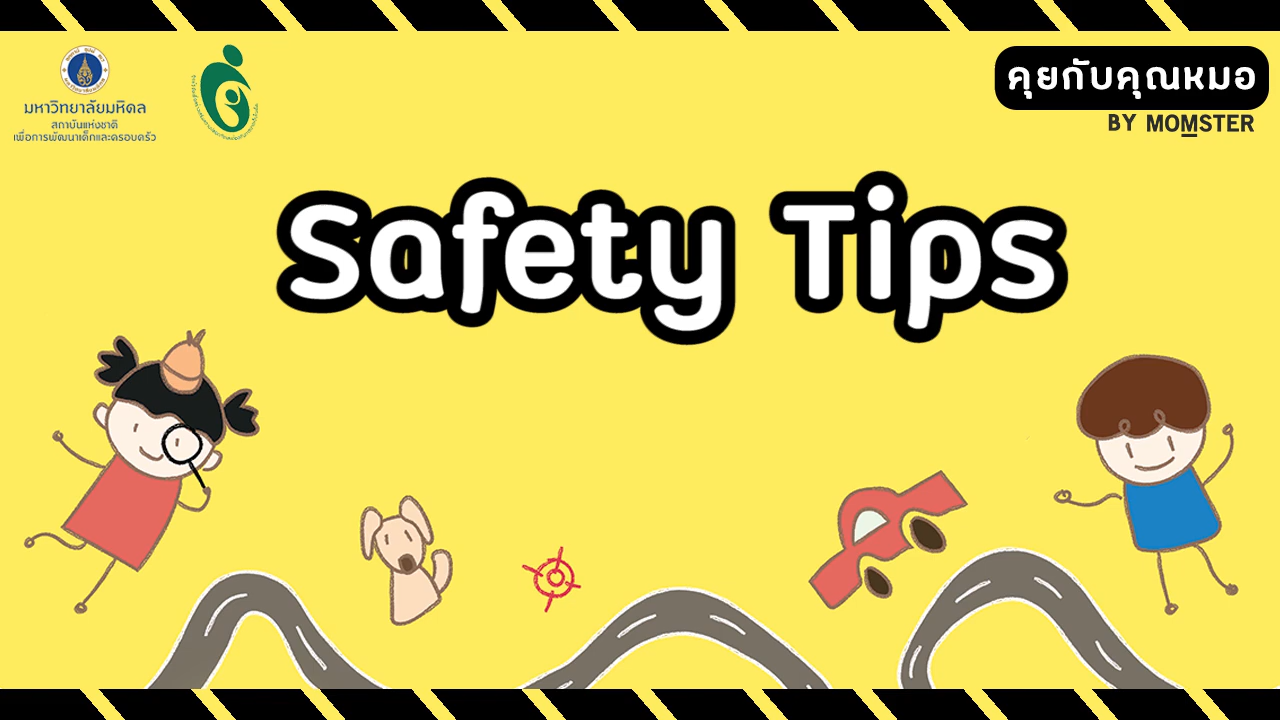 มหาวิทยาลัยมหิดล
สถาบันแห่งชาติ
เพื่อการพัฒนาเด็กและครอบครัว
คุยกับคุณหมอ
BY MOMSTER
Safety Tips